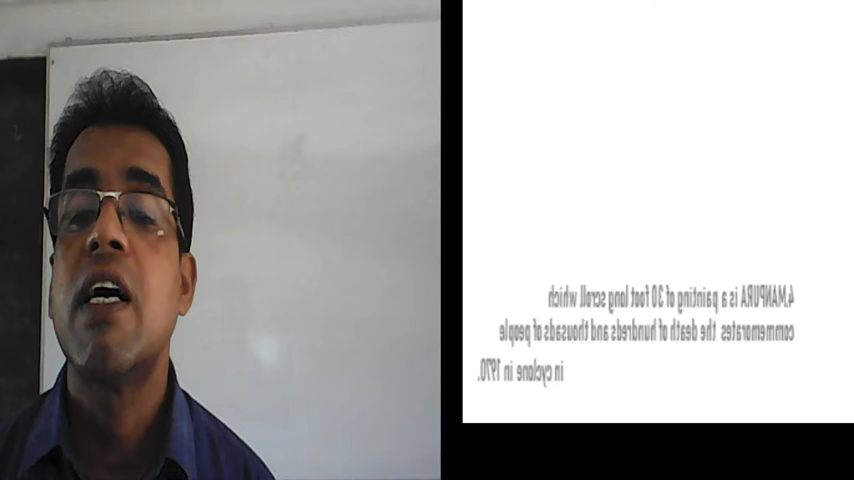 4.MANPURA is a painting of 30 foot long scroll which
commemorates the death of hundreds and thousads of people
in cyclone in 1970.